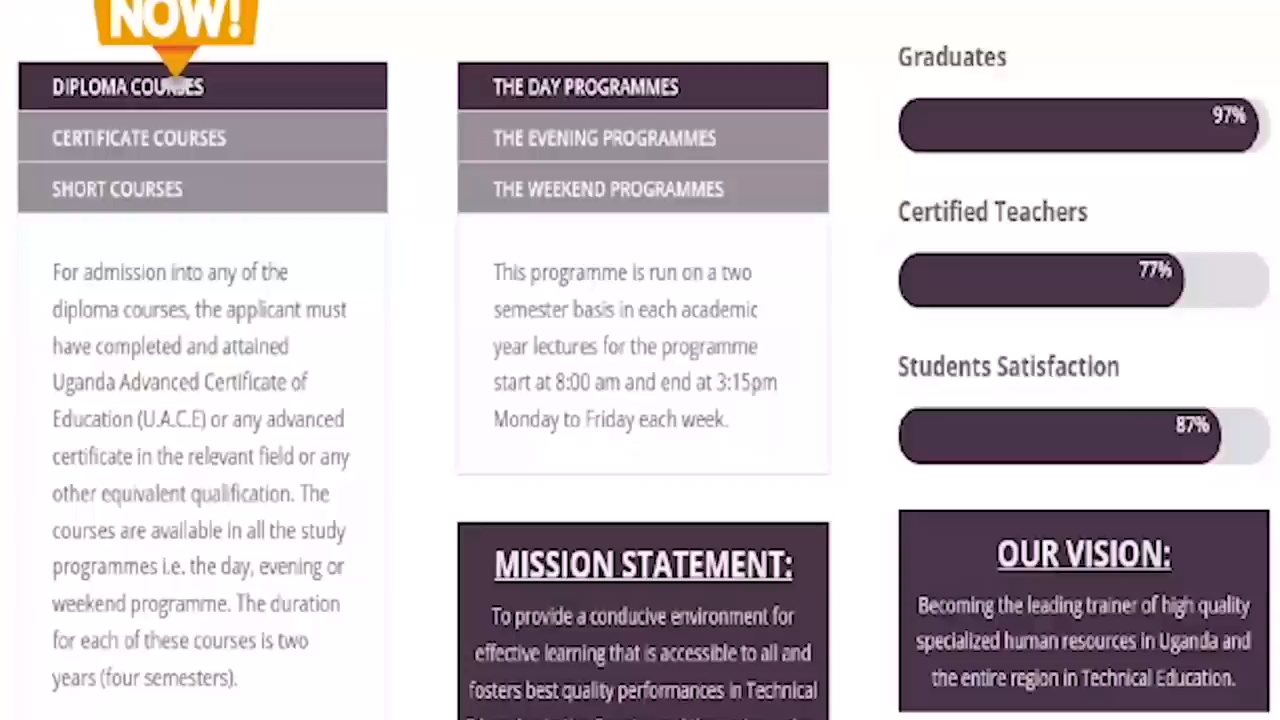 NOW!
DIPLOMA COURSES
CERTIFICATE COURSES
SHORT COURSES
For admission into any of the
diploma courses, the applicant must
have completed and attained
Uganda Advanced Certificate of
Education (U.A.C.E) or any advanced
certificate in the relevant field or any
other equivalent qualification. The
courses are available in all the study
programmes i.e. the day, evening or
weekend programme. The duration
for each of these courses is two
years (four semesters).
THE DAY PROGRAMMES
THE EVENING PROGRAMMES
THE WEEKEND PROGRAMMES
This programme is run on a two
semester basis in each academic
year lectures for the programme
start at 8:00 am and end at 3:15pm
Monday to Friday each week.
MISSION STATEMENT:
To provide a conducive environment for
effective learning that is accessible to all and
fosters best quality performances in Technical
Graduates
97%
Certified Teachers
77%
Students Satisfaction
87%
OUR VISION:
Becoming the leading trainer of high quality
specialized human resources in Uganda and
the entire region in Technical Education.